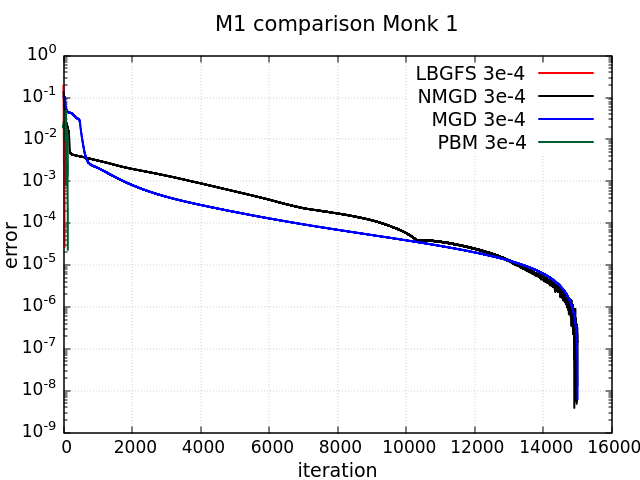 M1 comparison Monk 1
10^0
10^-1
10^-2
10^-3
10^-4
10^-5
10^-6
10^-7
10^-8
10^-9
error
LBGFS 3e-4
NMGD 3e-4
MGD 3e-4
PBM 3e-4
0 2000 4000 6000 8000 10000 12000 14000 16000
iteration